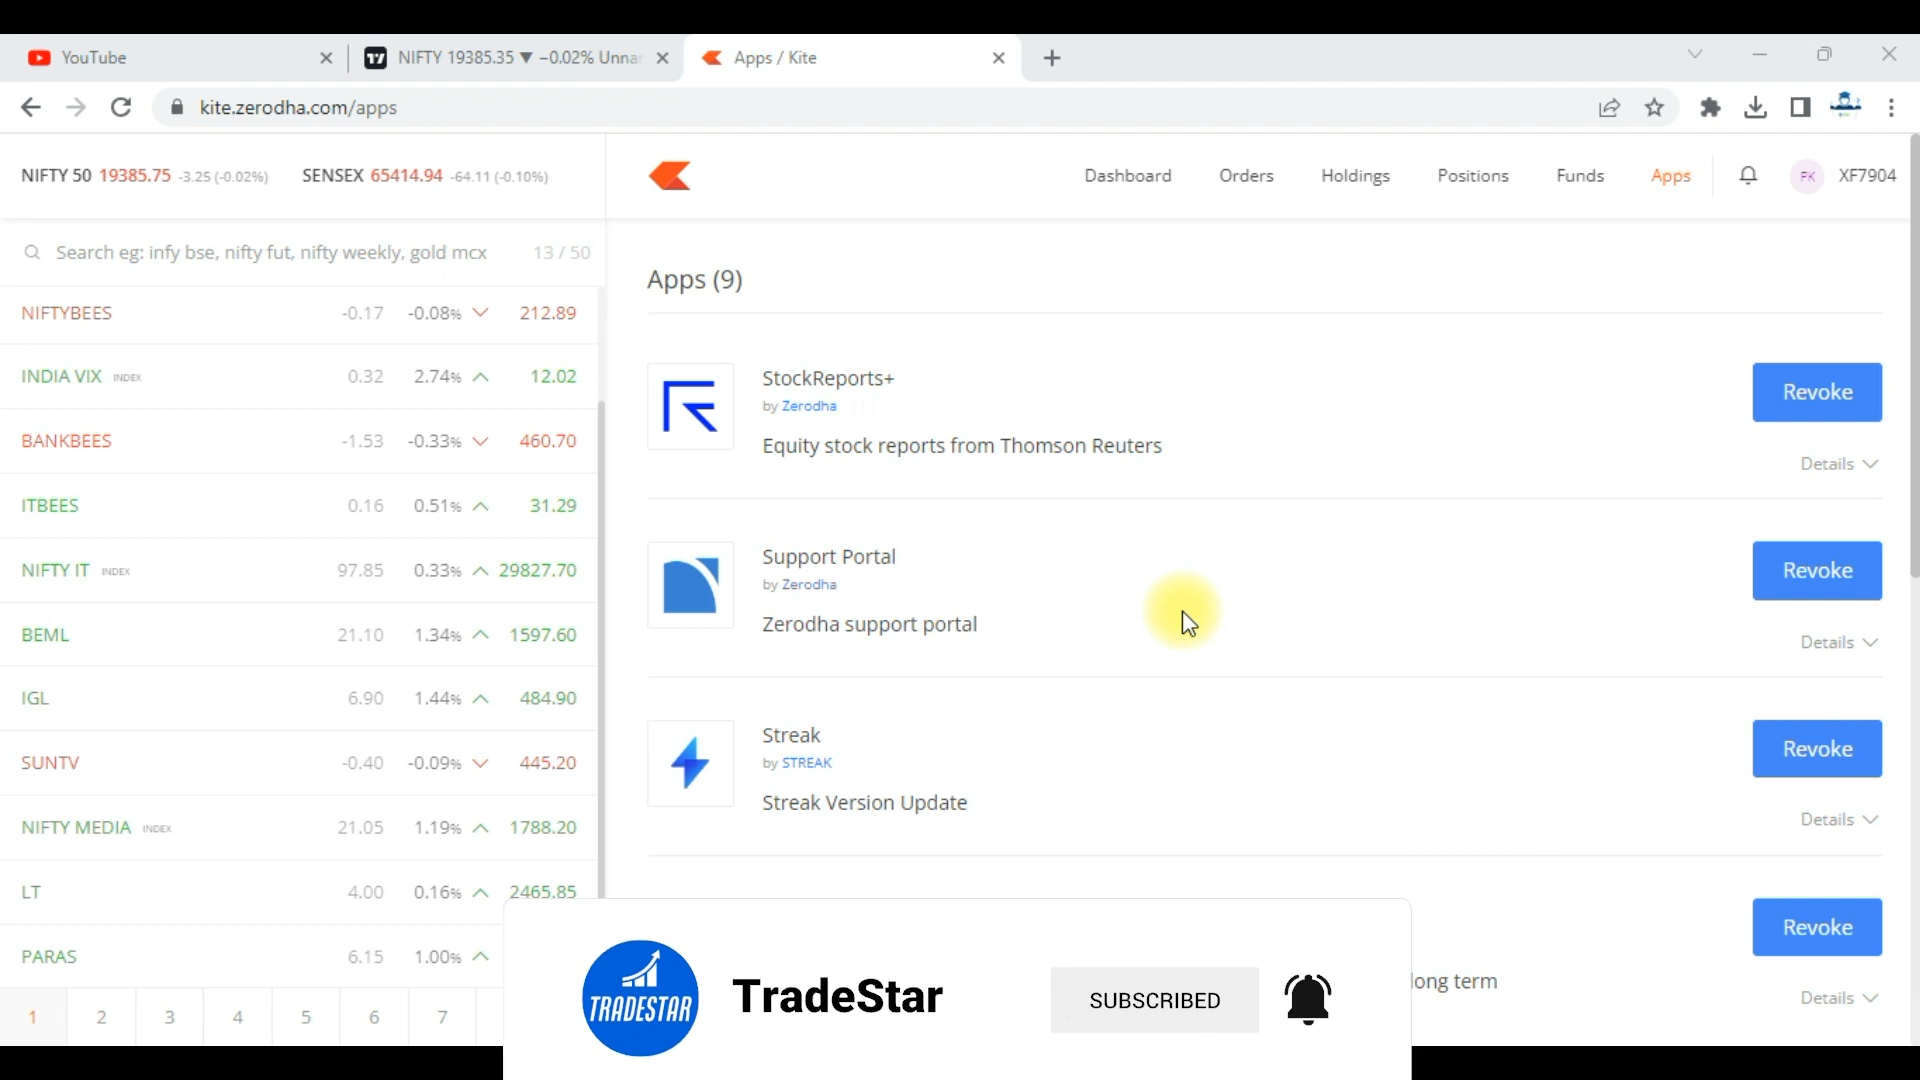 YouTube
NIFTY 19385.35 ▼ −0.02% Unnar
Apps / Kite
kite.zerodha.com/apps
NIFTY 50 19385.75 -3.25 (-0.02%) SENSEX 65414.94 -64.11 (-0.10%)
Dashboard Orders Holdings Positions Funds Apps PK XF7904
Search eg: infy bse, nifty fut, nifty weekly, gold mcx 13 / 50
Apps (9)
NIFTYBEES -0.17 -0.08% 212.89
INDIA VIX INDEX 0.32 2.74% 12.02
BANKBEES -1.53 -0.33% 460.70
ITBEES 0.16 0.51% 31.29
NIFTY IT INDEX 97.85 0.33% 29827.70
BEML 21.10 1.34% 1597.60
IGL 6.90 1.44% 484.90
SUNTV -0.40 -0.09% 445.20
NIFTY MEDIA INDEX 21.05 1.19% 1788.20
LT 4.00 0.16% 2465.85
PARAS 6.15 1.00%
1 2 3 4 5 6 7
StockReports+
by Zerodha
Equity stock reports from Thomson Reuters
Revoke
Details
Support Portal
by Zerodha
Zerodha support portal
Revoke
Details
Streak
by STREAK
Streak Version Update
Revoke
Details
Revoke
long term
Details
TRADESTAR
TradeStar
SUBSCRIBED